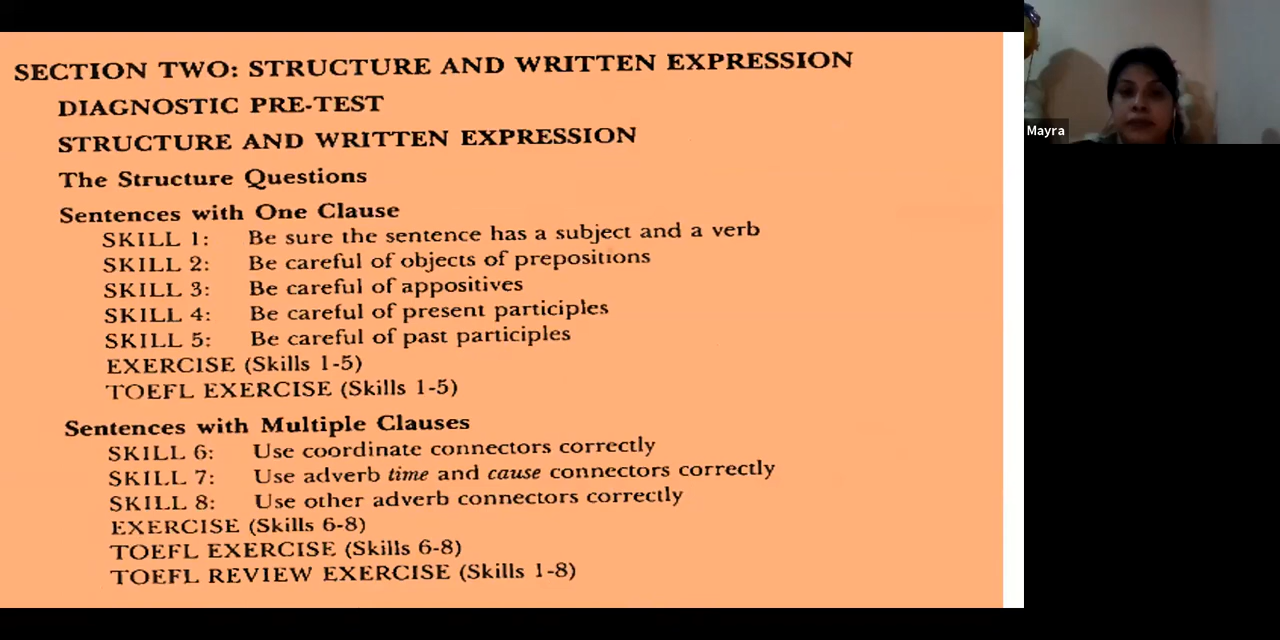 SECTION TWO: STRUCTURE AND WRITTEN EXPRESSION
DIAGNOSTIC PRE-TEST
STRUCTURE AND WRITTEN EXPRESSION
The Structure Questions
Sentences with One Clause
SKILL 1: Be sure the sentence has a subject and a verb
SKILL 2: Be careful of objects of prepositions
SKILL 3: Be careful of appositives
SKILL 4: Be careful of present participles
SKILL 5: Be careful of past participles
EXERCISE (Skills 1-5)
TOEFL EXERCISE (Skills 1-5)
Sentences with Multiple Clauses
SKILL 6: Use coordinate connectors correctly
SKILL 7: Use adverb time and cause connectors correctly
SKILL 8: Use other adverb connectors correctly
EXERCISE (Skills 6-8)
TOEFL EXERCISE (Skills 6-8)
TOEFL REVIEW EXERCISE (Skills 1-8)
Mayra